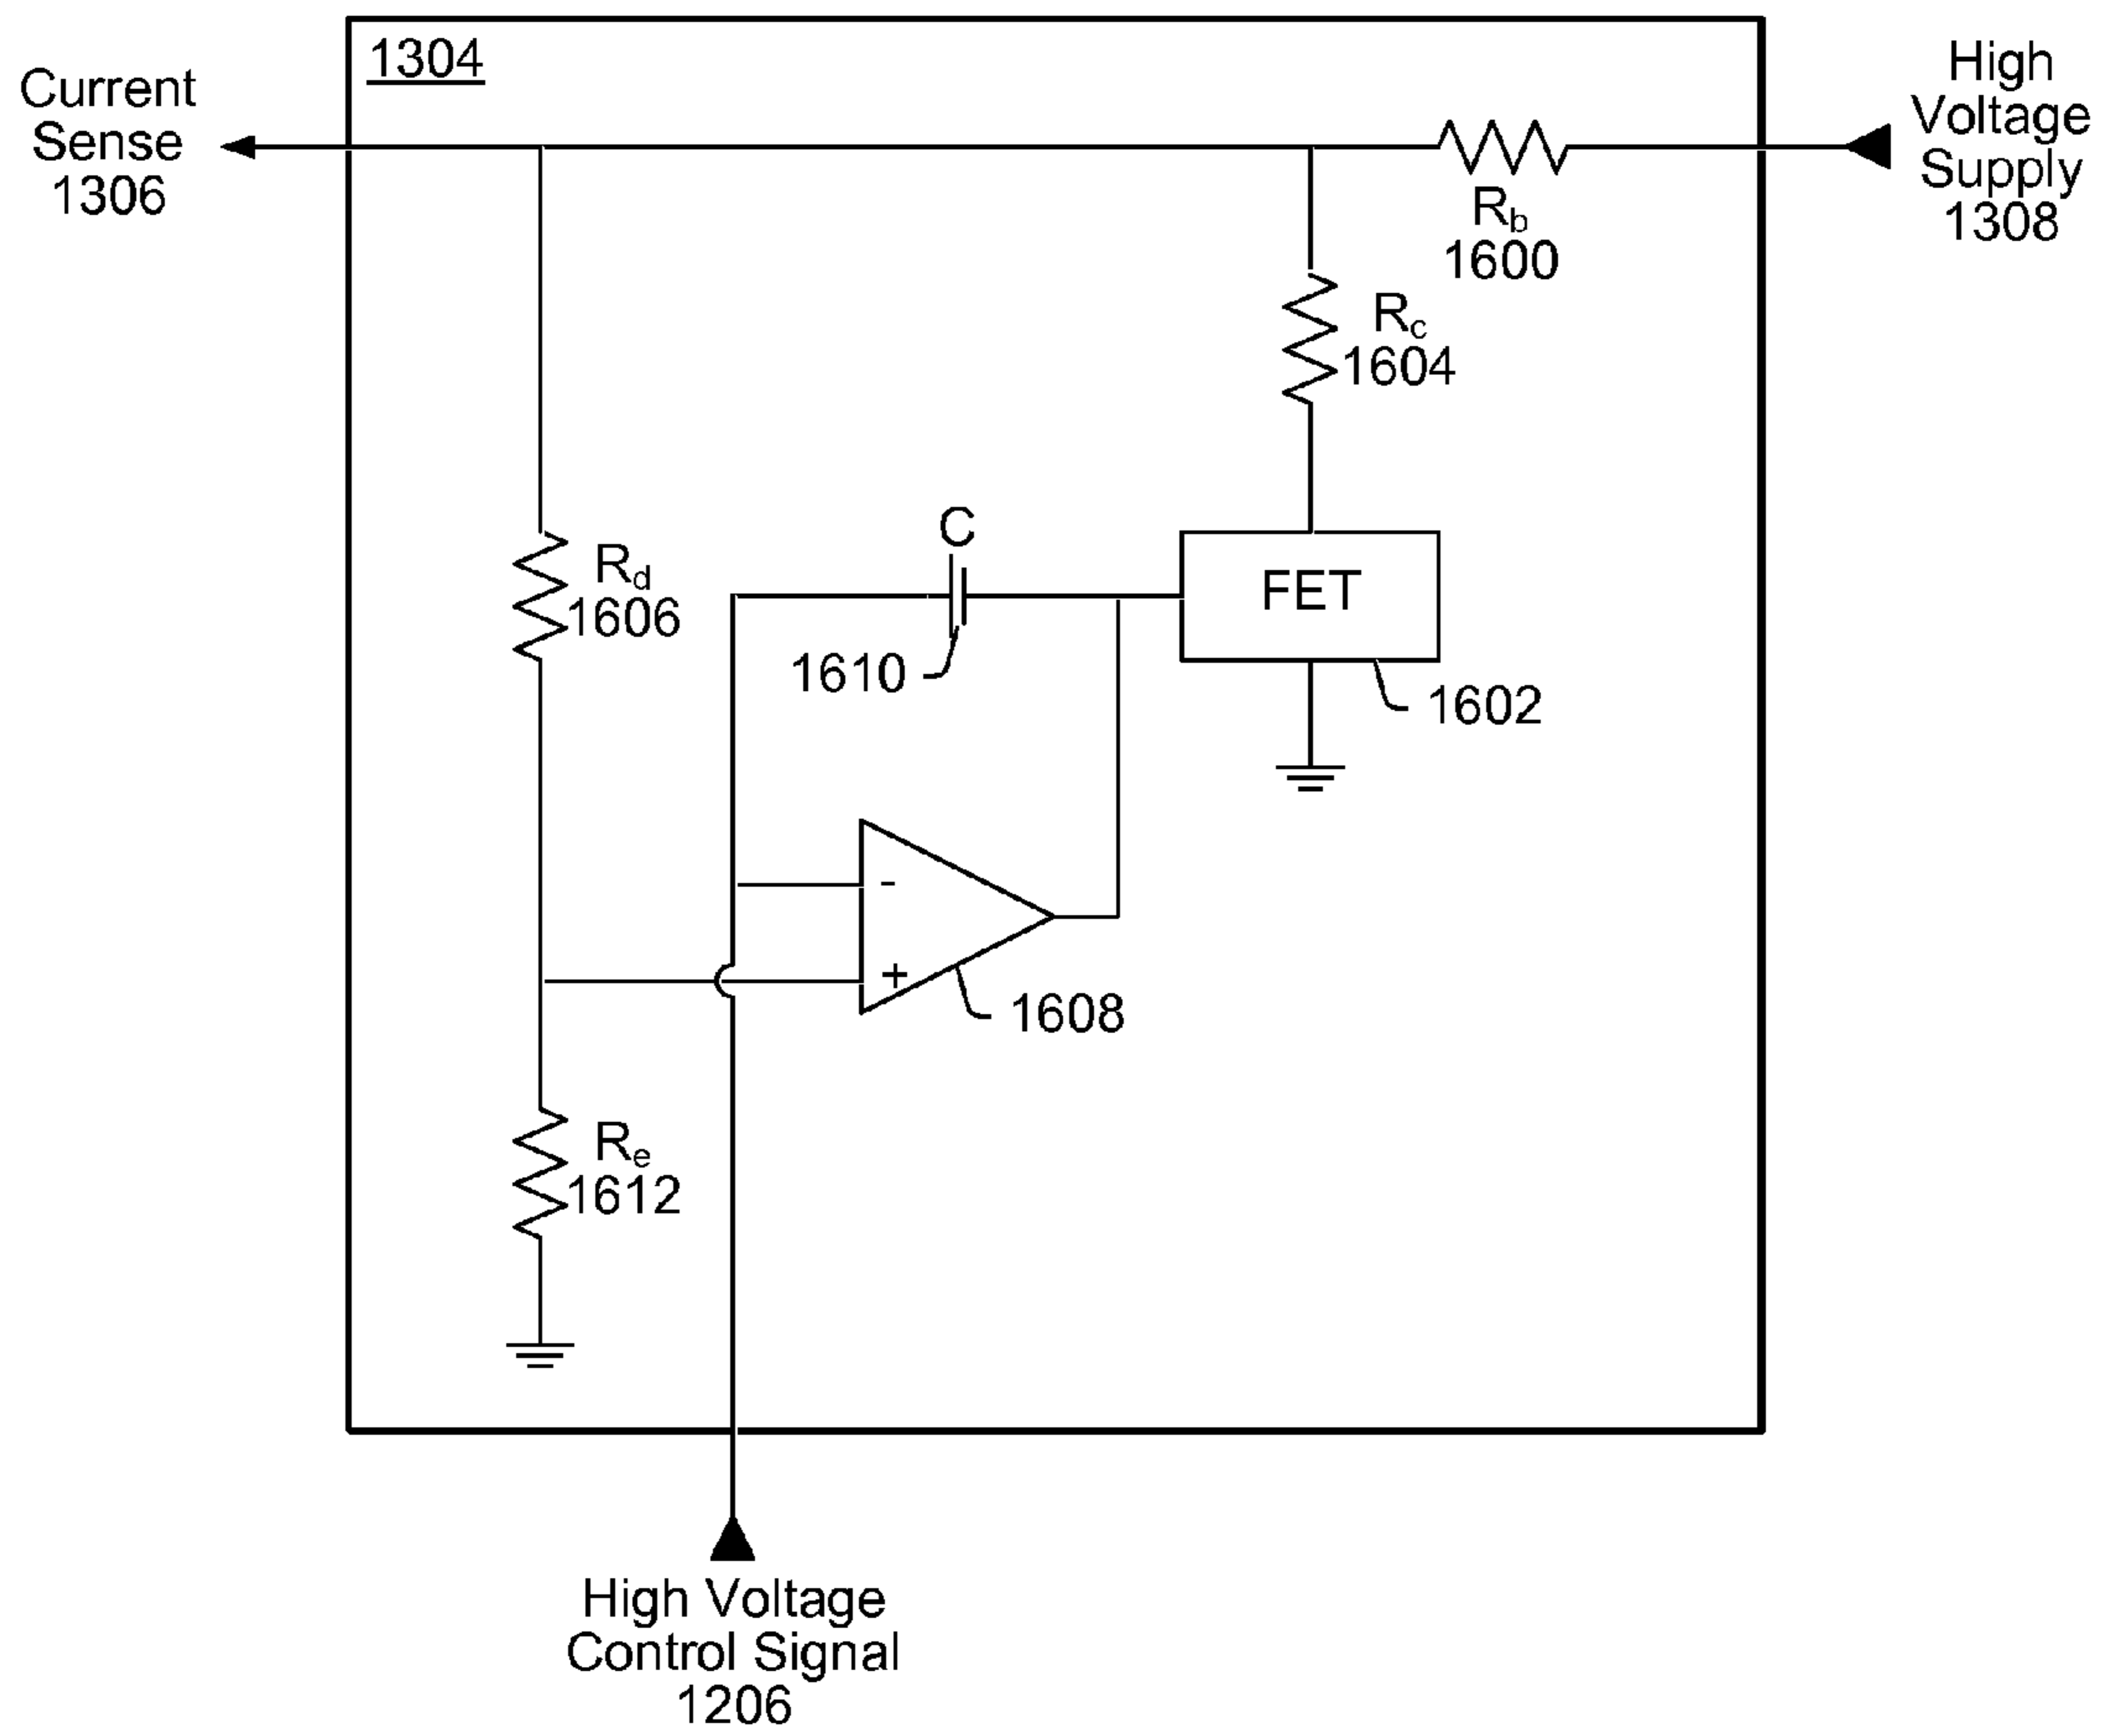 1304
Current
Sense
1306
High
Voltage
Supply
1308
Rb
1600
Rc
1604
C
Rd
1606
FET
1610
1602
-
+
1608
Re
1612
High Voltage
Control Signal
1206